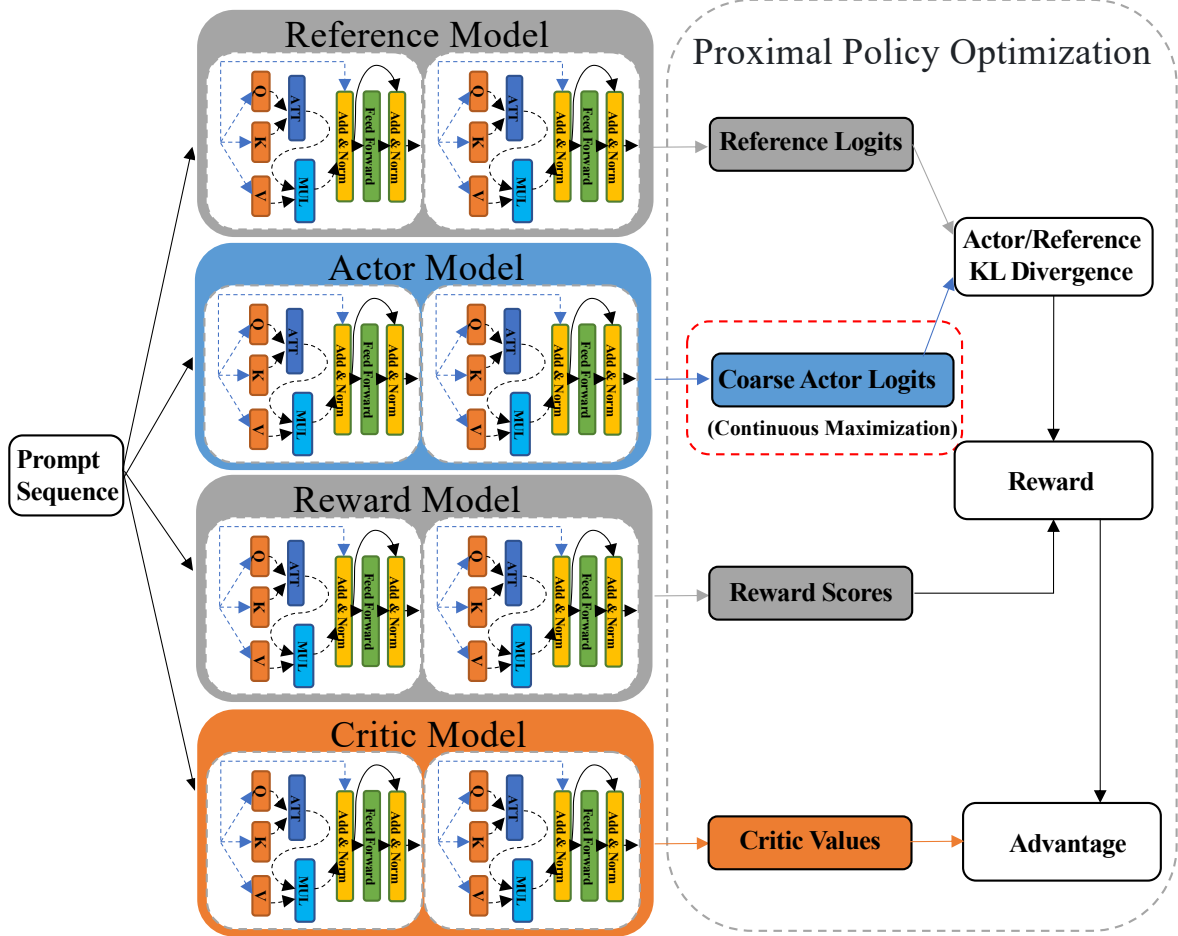 Reference Model
Q
K
V
ATT
MUL
Add & Norm
Feed Forward
Add & Norm
Q
K
V
ATT
MUL
Add & Norm
Feed Forward
Add & Norm
Actor Model
Q
K
V
ATT
MUL
Add & Norm
Feed Forward
Add & Norm
Q
K
V
ATT
MUL
Add & Norm
Feed Forward
Add & Norm
Prompt
Sequence
Reward Model
Q
K
V
ATT
MUL
Add & Norm
Feed Forward
Add & Norm
Q
K
V
ATT
MUL
Add & Norm
Feed Forward
Add & Norm
Critic Model
Q
K
V
ATT
MUL
Add & Norm
Feed Forward
Add & Norm
Q
K
V
ATT
MUL
Add & Norm
Feed Forward
Add & Norm
Proximal Policy Optimization
Reference Logits
Actor/Reference
KL Divergence
Coarse Actor Logits
(Continuous Maximization)
Reward
Reward Scores
Critic Values
Advantage